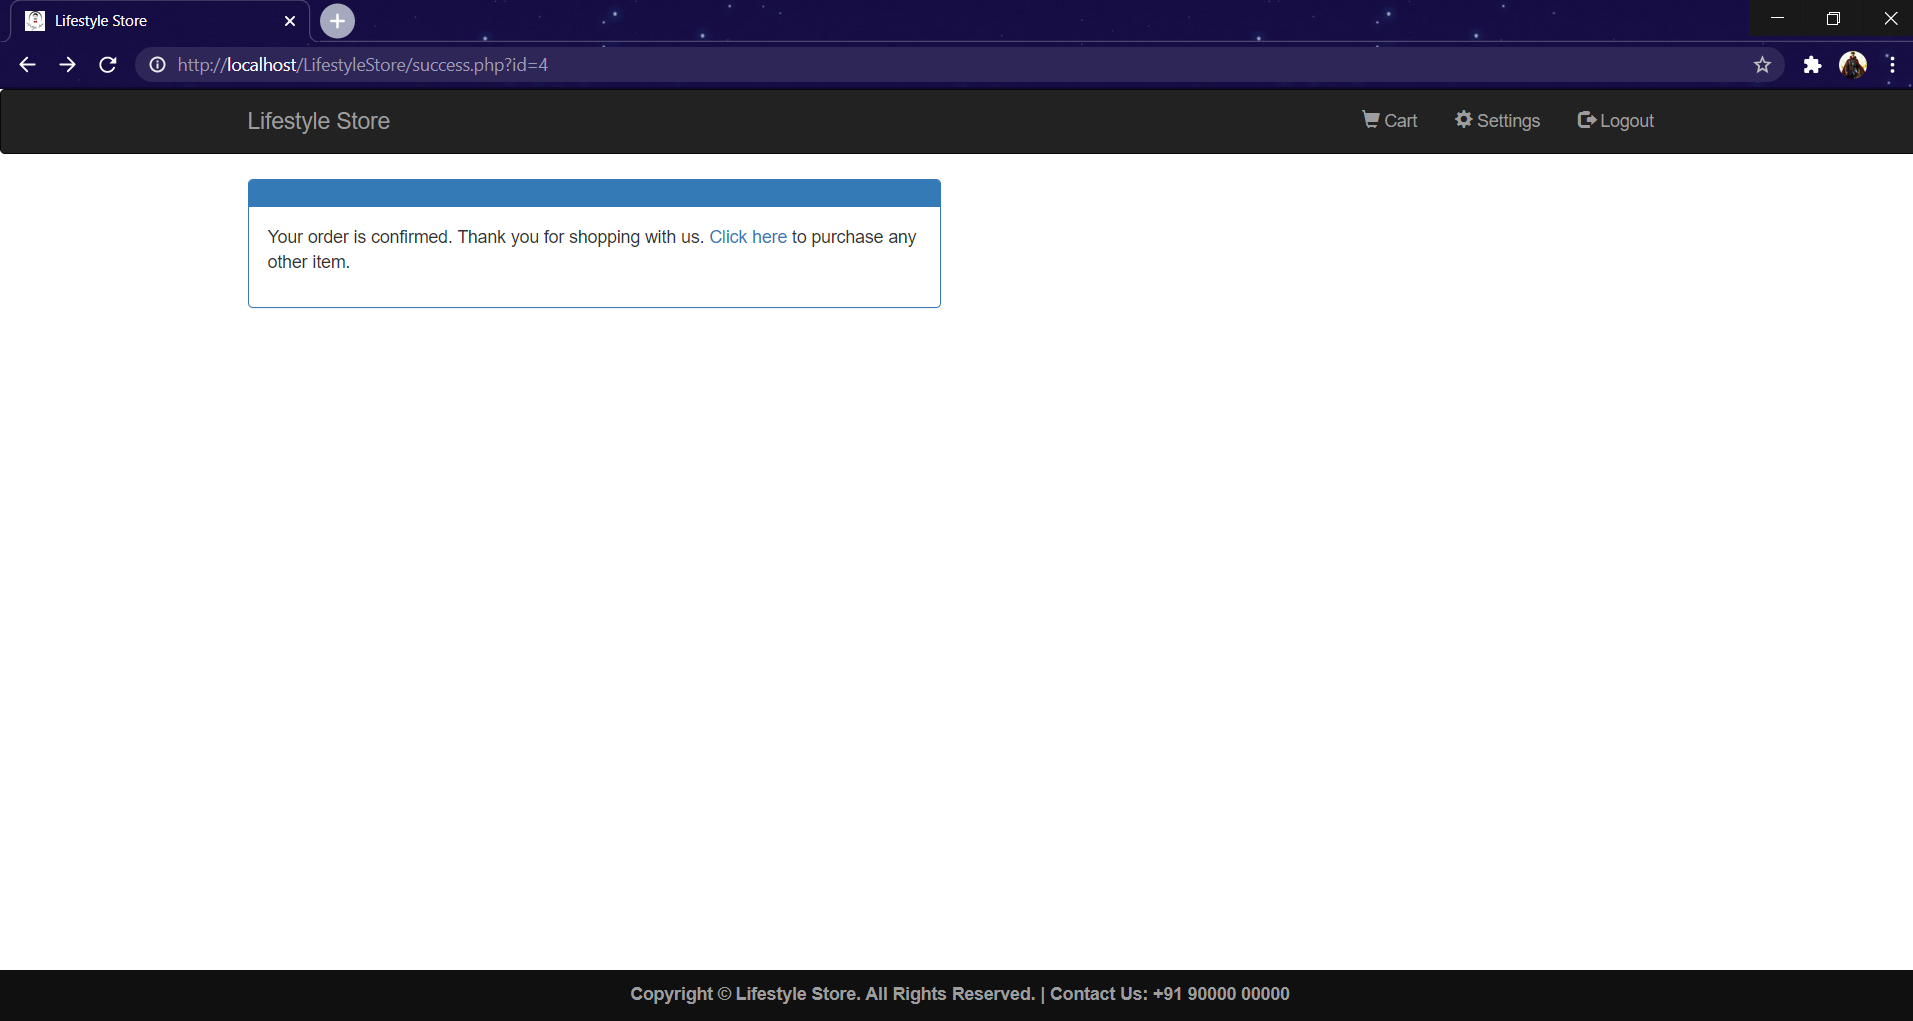 Lifestyle Store
http://localhost/LifestyleStore/success.php?id=4
Lifestyle Store
Cart
Settings
Logout
Your order is confirmed. Thank you for shopping with us. Click here to purchase any
other item.
Copyright © Lifestyle Store. All Rights Reserved. | Contact Us: +91 90000 00000